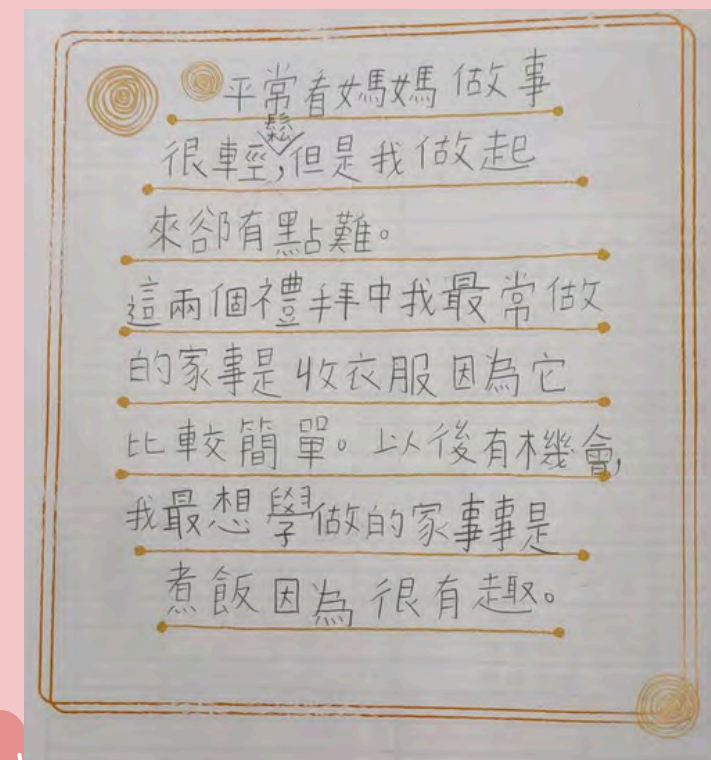 平常看媽媽做事
很輕鬆,但是我做起
來卻有點難。
這兩個禮拜中我最常做
的家事是收衣服因為它
比較簡單。以後有機會,
我最想學做的家事事是
煮飯因為很有趣。